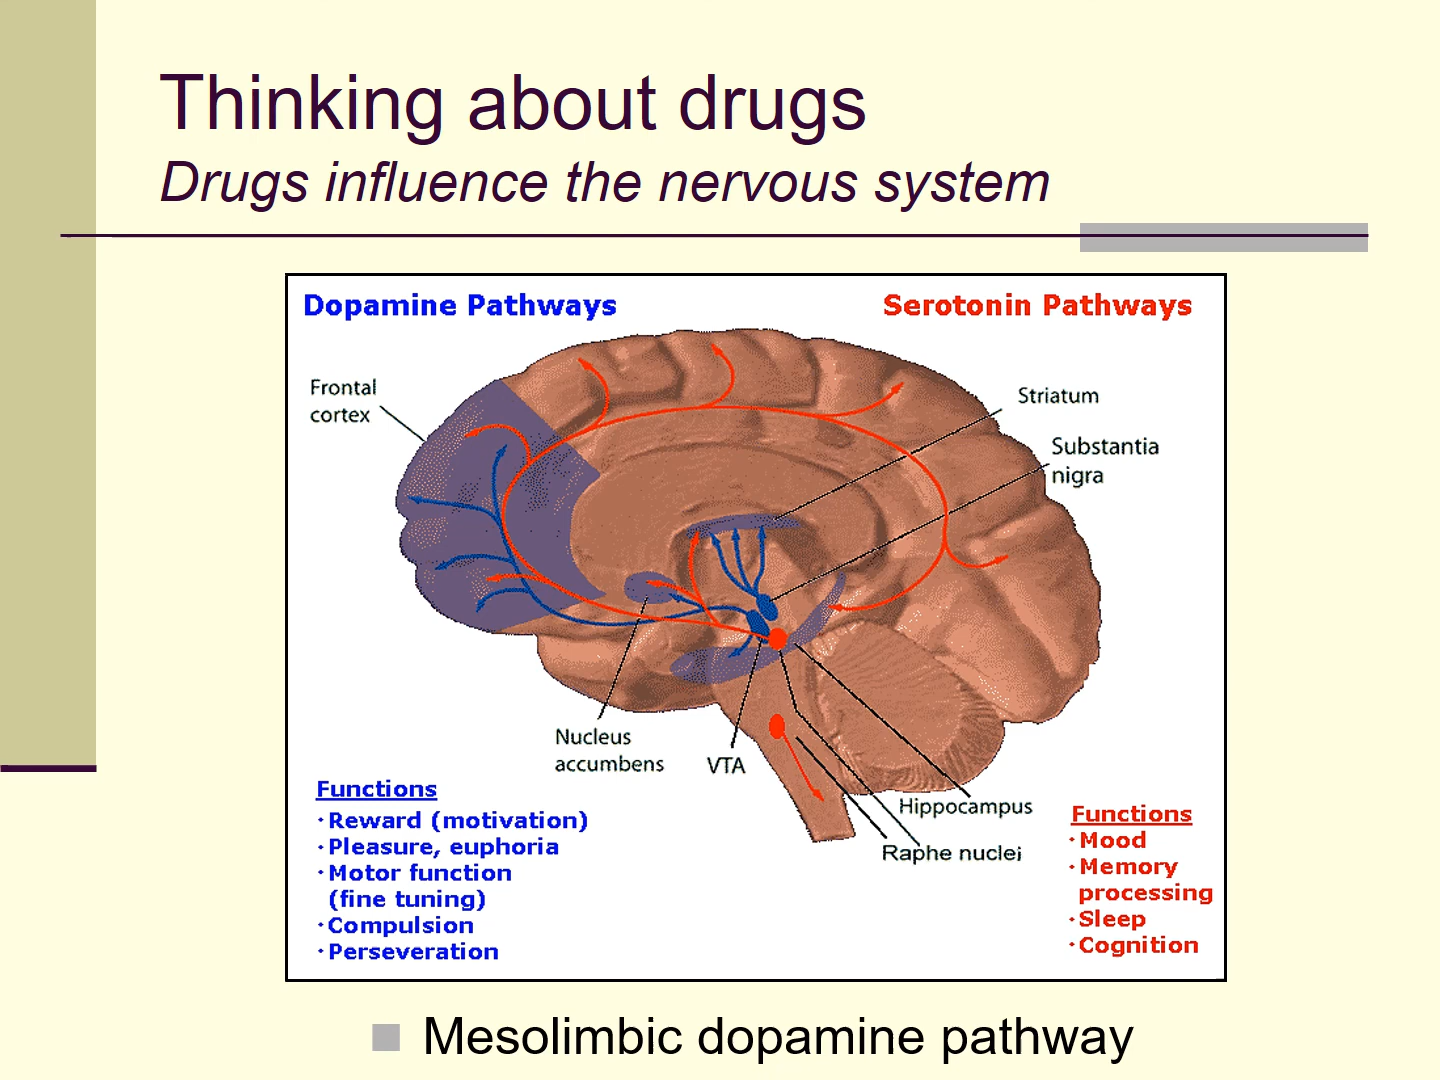 Thinking about drugs
Drugs influence the nervous system
Dopamine Pathways
Serotonin Pathways
Frontal
cortex
Striatum
Substantia
nigra
Nucleus
accumbens
VTA
Hippocampus
Raphe nuclei
Functions
·Reward (motivation)
·Pleasure, euphoria
·Motor function
(fine tuning)
·Compulsion
·Perseveration
Functions
·Mood
·Memory
processing
·Sleep
·Cognition
Mesolimbic dopamine pathway